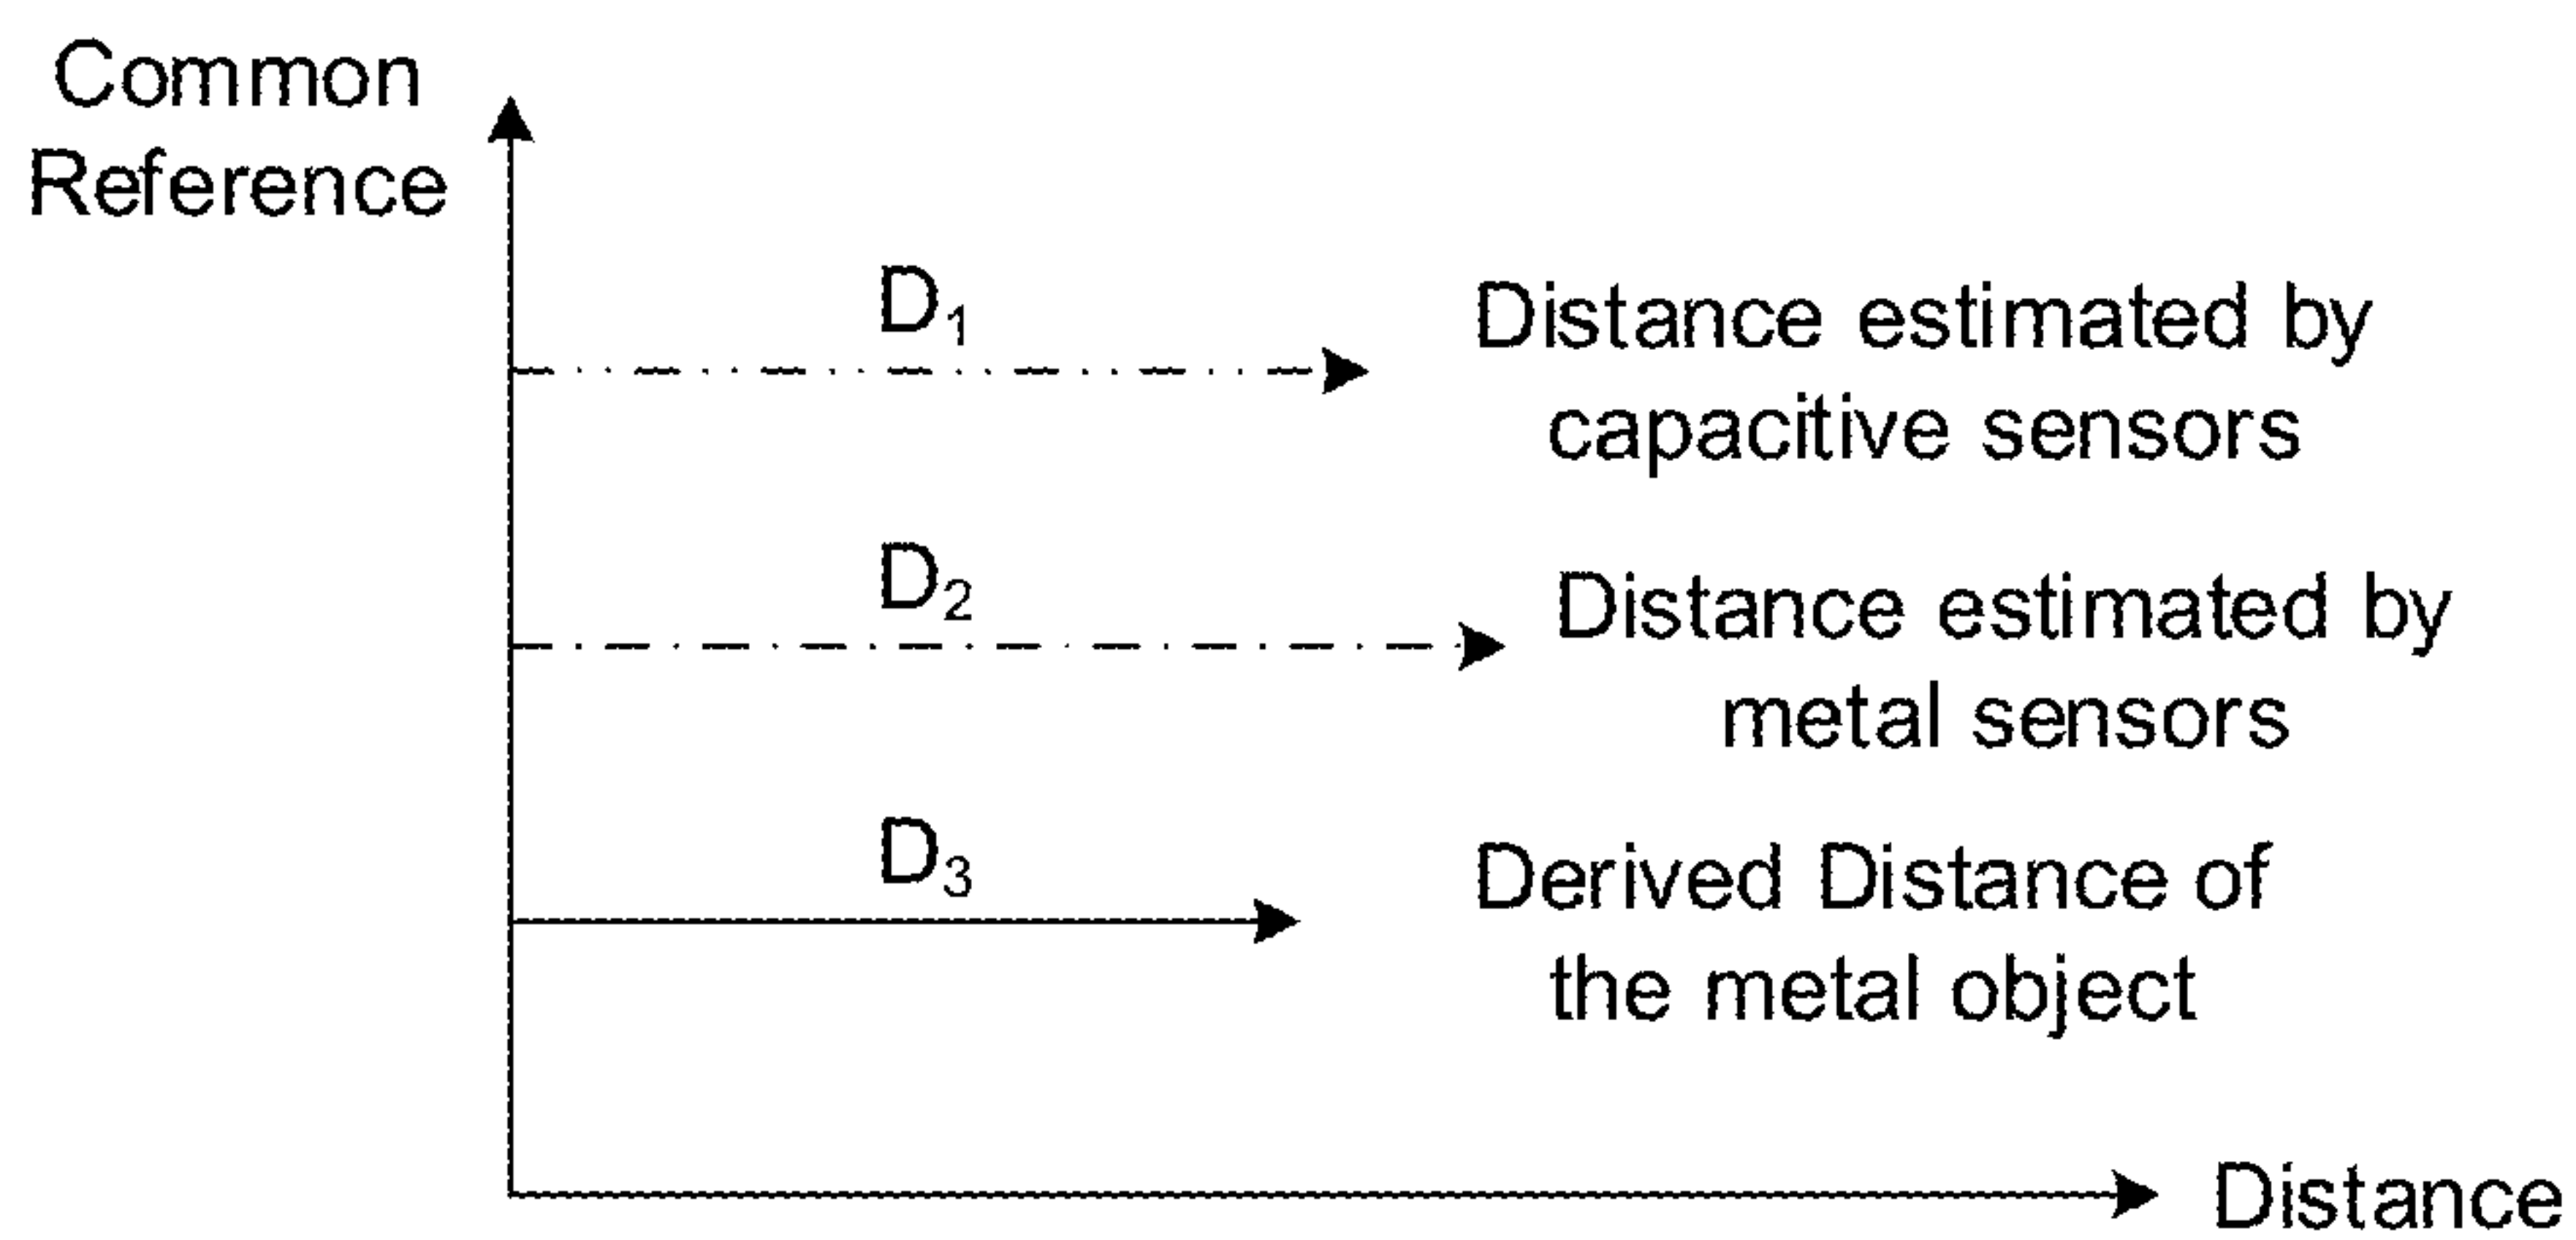 Common
Reference
D₁
Distance estimated by
capacitive sensors
D₂
Distance estimated by
metal sensors
D₃
Derived Distance of
the metal object
Distance